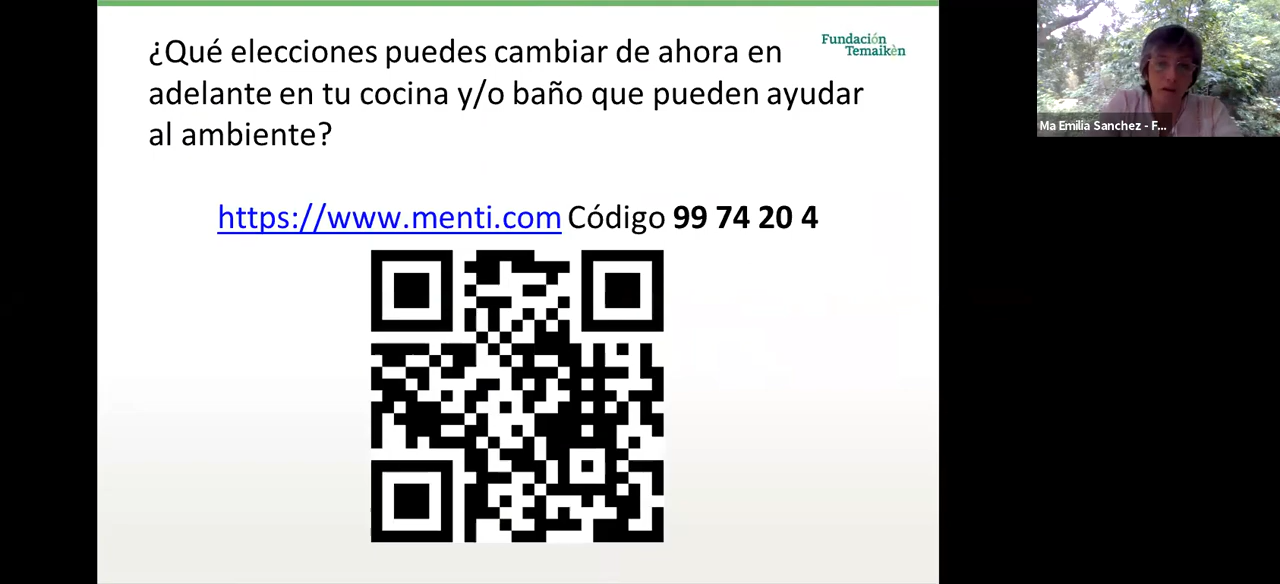 ¿Qué elecciones puedes cambiar de ahora en
adelante en tu cocina y/o baño que pueden ayudar
al ambiente?
Fundación
Temaikèn
https://www.menti.com Código 99 74 20 4
Ma Emilia Sanchez - F...